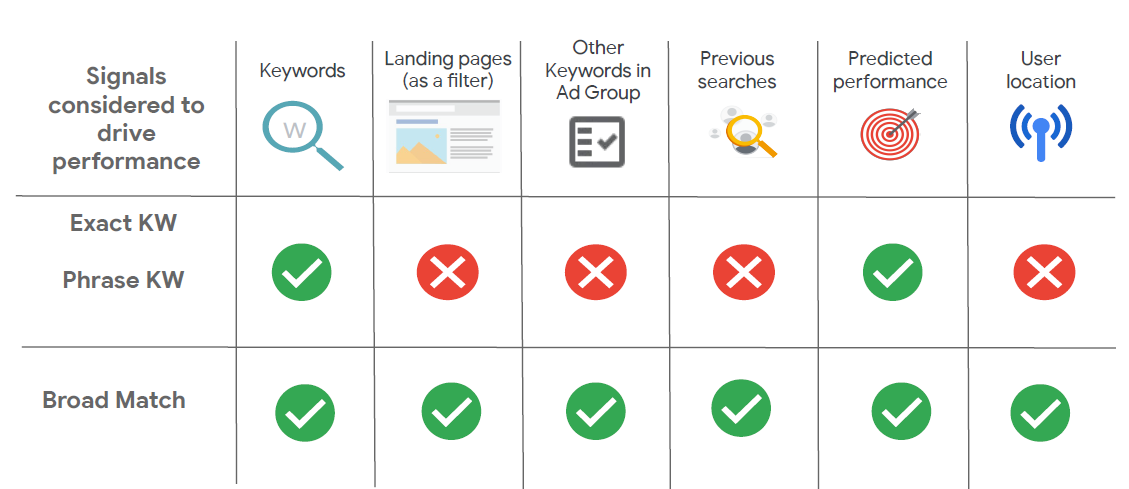 Signals
considered to
drive
performance
Keywords
W
Landing pages
(as a filter)
Other
Keywords in
Ad Group
Previous
searches
Predicted
performance
User
location
Exact KW
Phrase KW
Broad Match